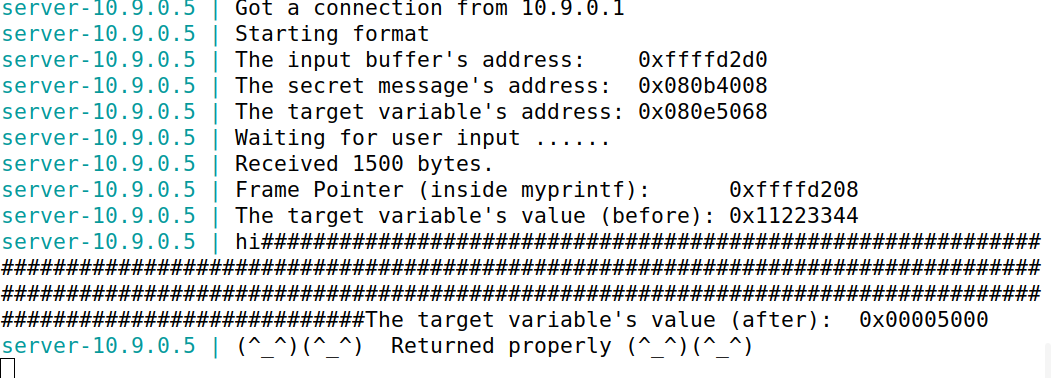 server-10.9.0.5 | Got a connection from 10.9.0.1
server-10.9.0.5 | Starting format
server-10.9.0.5 | The input buffer's address:    0xffffd2d0
server-10.9.0.5 | The secret message's address:  0x080b4008
server-10.9.0.5 | The target variable's address: 0x080e5068
server-10.9.0.5 | Waiting for user input ......
server-10.9.0.5 | Received 1500 bytes.
server-10.9.0.5 | Frame Pointer (inside myprintf):      0xffffd208
server-10.9.0.5 | The target variable's value (before): 0x11223344
server-10.9.0.5 | hi############################################################
################################################################################
################################################################################
############################The target variable's value (after):  0x00005000
server-10.9.0.5 | (^_^)(^_^)  Returned properly (^_^)(^_^)